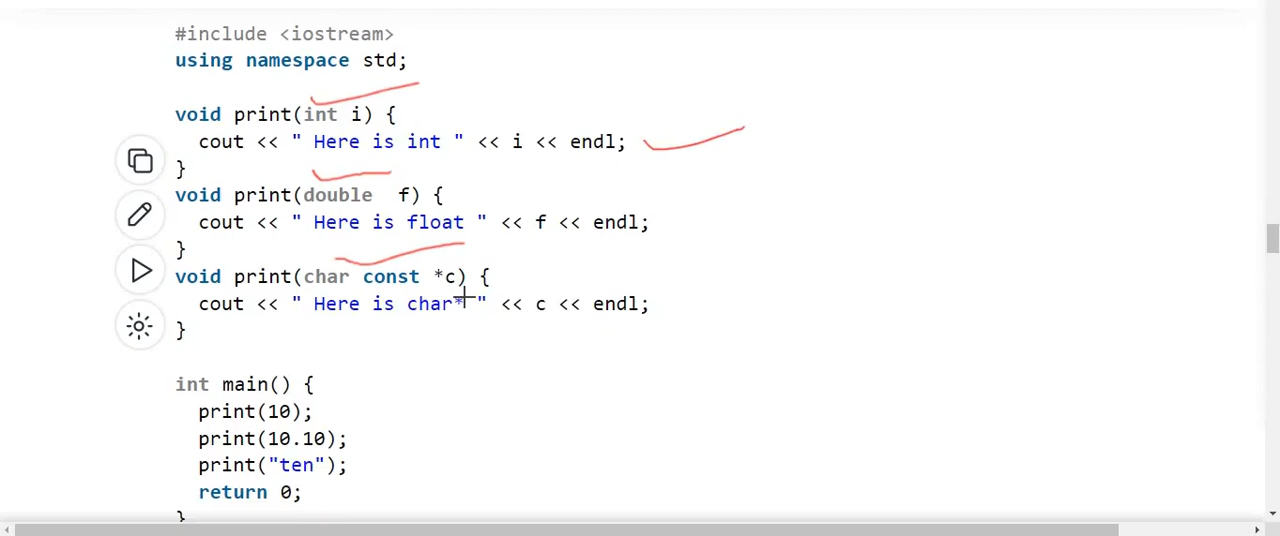 #include <iostream>
using namespace std;
void print(int i) {
cout << " Here is int " << i << endl;
}
void print(double  f) {
cout << " Here is float " << f << endl;
}
void print(char const *c) {
cout << " Here is char* " << c << endl;
}
int main() {
print(10);
print(10.10);
print("ten");
return 0;
}